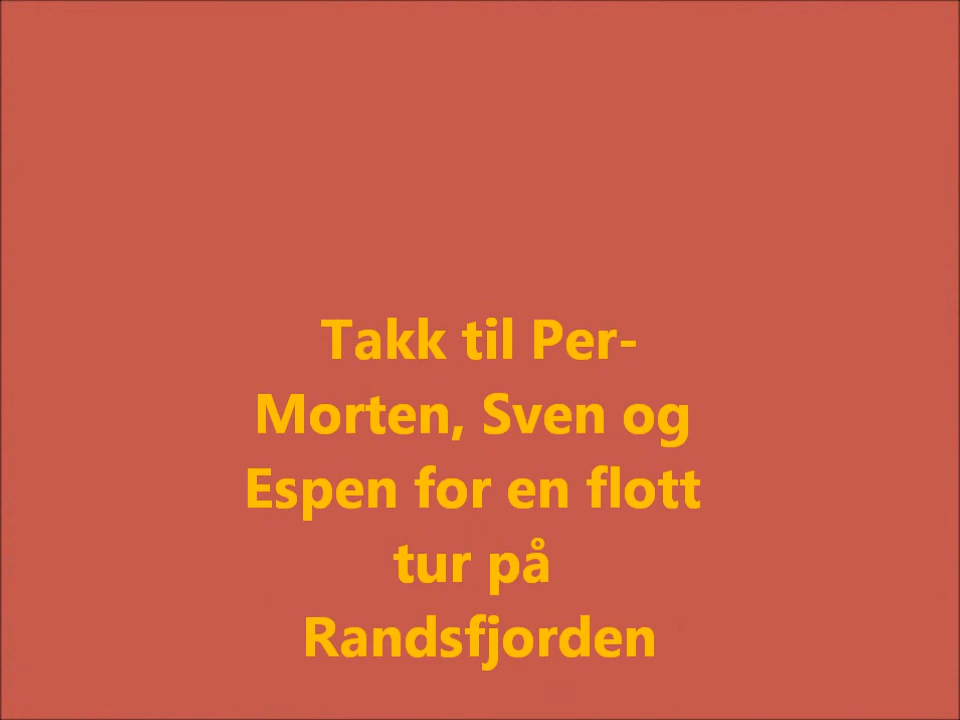 Takk til Per-
Morten, Sven og
Espen for en flott
tur på
Randsfjorden